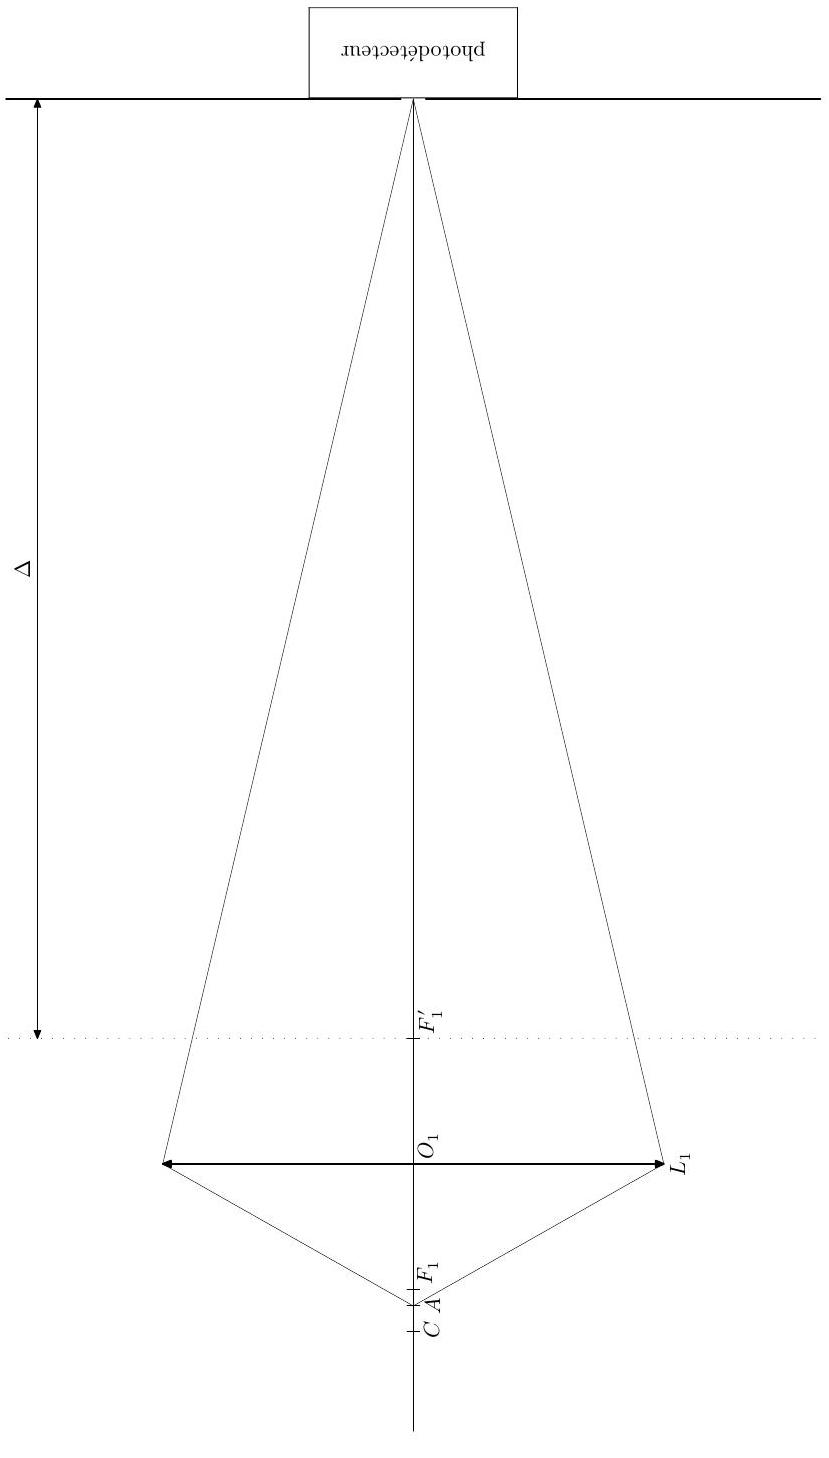 photodétecteur
Δ
F′₁
O₁
L₁
F₁
A
C